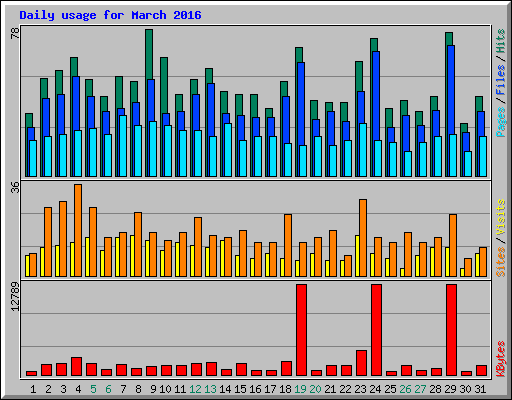 Daily usage for March 2016
78
Pages / Files / Hits
36
Sites / Visits
12789
KBytes
1 2 3 4 5 6 7 8 9 10 11 12 13 14 15 16 17 18 19 20 21 22 23 24 25 26 27 28 29 30 31